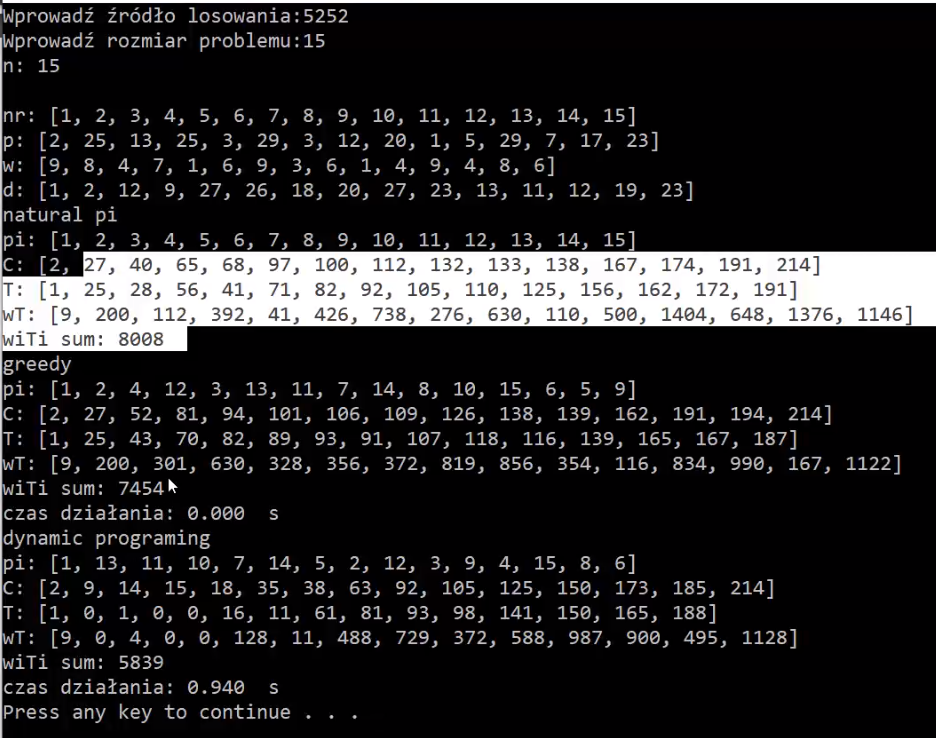 Wprowadź źródło losowania:5252
Wprowadź rozmiar problemu:15
n: 15
nr: [1, 2, 3, 4, 5, 6, 7, 8, 9, 10, 11, 12, 13, 14, 15]
p: [2, 25, 13, 25, 3, 29, 3, 12, 20, 1, 5, 29, 7, 17, 23]
w: [9, 8, 4, 7, 1, 6, 9, 3, 6, 1, 4, 9, 4, 8, 6]
d: [1, 2, 12, 9, 27, 26, 18, 20, 27, 23, 13, 11, 12, 19, 23]
natural pi
pi: [1, 2, 3, 4, 5, 6, 7, 8, 9, 10, 11, 12, 13, 14, 15]
C: [2, 27, 40, 65, 68, 97, 100, 112, 132, 133, 138, 167, 174, 191, 214]
T: [1, 25, 28, 56, 41, 71, 82, 92, 105, 110, 125, 156, 162, 172, 191]
wT: [9, 200, 112, 392, 41, 426, 738, 276, 630, 110, 500, 1404, 648, 1376, 1146]
wiTi sum: 8008
greedy
pi: [1, 2, 4, 12, 3, 13, 11, 7, 14, 8, 10, 15, 6, 5, 9]
C: [2, 27, 52, 81, 94, 101, 106, 109, 126, 138, 139, 162, 191, 194, 214]
T: [1, 25, 43, 70, 82, 89, 93, 91, 107, 118, 116, 139, 165, 167, 187]
wT: [9, 200, 301, 630, 328, 356, 372, 819, 856, 354, 116, 834, 990, 167, 1122]
wiTi sum: 7454
czas działania: 0.000 s
dynamic programing
pi: [1, 13, 11, 10, 7, 14, 5, 2, 12, 3, 9, 4, 15, 8, 6]
C: [2, 9, 14, 15, 18, 35, 38, 63, 92, 105, 125, 150, 173, 185, 214]
T: [1, 0, 1, 0, 0, 16, 11, 61, 81, 93, 98, 141, 150, 165, 188]
wT: [9, 0, 4, 0, 0, 128, 11, 488, 729, 372, 588, 987, 900, 495, 1128]
wiTi sum: 5839
czas działania: 0.940 s
Press any key to continue . . .